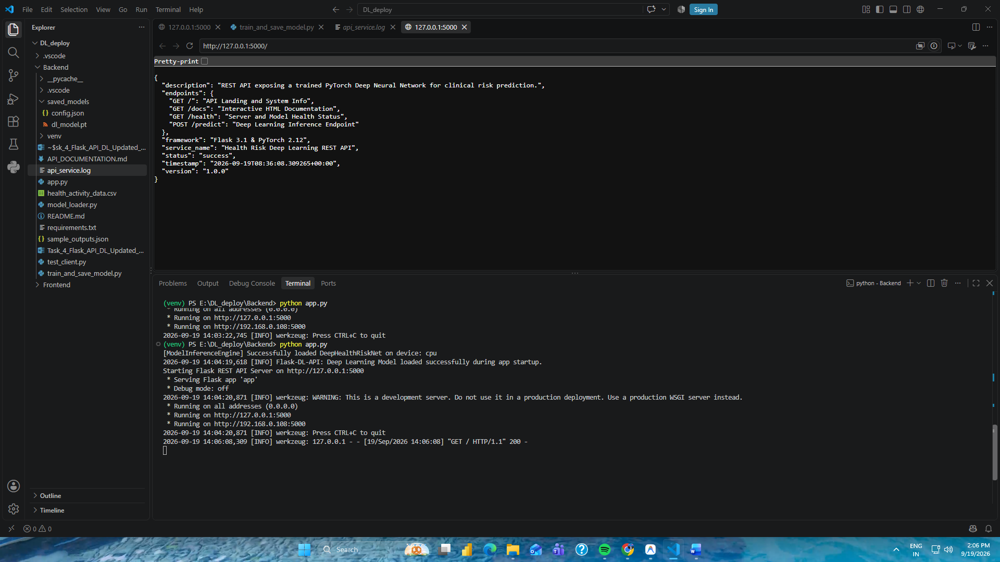 File Edit Selection View Go Run Terminal Help
DL_deploy
Sign In
Explorer
DL_deploy
.vscode
Backend
__pycache__
.vscode
saved_models
config.json
dl_model.pt
venv
~$sk_4_Flask_API_DL_Updated_...
API_DOCUMENTATION.md
api_service.log
app.py
health_activity_data.csv
model_loader.py
README.md
requirements.txt
sample_outputs.json
Task_4_Flask_API_DL_Updated_...
test_client.py
train_and_save_model.py
Frontend
Outline
Timeline
127.0.0.1:5000 train_and_save_model.py api_service.log 127.0.0.1:5000
http://127.0.0.1:5000/
Pretty-print
{
"description": "REST API exposing a trained PyTorch Deep Neural Network for clinical risk prediction.",
"endpoints": {
"GET /": "API Landing and System Info",
"GET /docs": "Interactive HTML Documentation",
"GET /health": "Server and Model Health Status",
"POST /predict": "Deep Learning Inference Endpoint"
},
"framework": "Flask 3.1 & PyTorch 2.12",
"service_name": "Health Risk Deep Learning REST API",
"status": "success",
"timestamp": "2026-09-19T08:36:08.309265+00:00",
"version": "1.0.0"
}
Problems Output Debug Console Terminal Ports
python - Backend
(venv) PS E:\DL_deploy\Backend> python app.py
* Running on all addresses (0.0.0.0)
* Running on http://127.0.0.1:5000
* Running on http://192.168.0.108:5000
2026-09-19 14:03:22,745 [INFO] werkzeug: Press CTRL+C to quit
(venv) PS E:\DL_deploy\Backend> python app.py
[ModelInferenceEngine] Successfully loaded DeepHealthRiskNet on device: cpu
2026-09-19 14:04:19,618 [INFO] Flask-DL-API: Deep Learning Model loaded successfully during app startup.
Starting Flask REST API Server on http://127.0.0.1:5000
* Serving Flask app 'app'
* Debug mode: off
2026-09-19 14:04:20,871 [INFO] werkzeug: WARNING: This is a development server. Do not use it in a production deployment. Use a production WSGI server instead.
* Running on all addresses (0.0.0.0)
* Running on http://127.0.0.1:5000
* Running on http://192.168.0.108:5000
2026-09-19 14:04:20,871 [INFO] werkzeug: Press CTRL+C to quit
2026-09-19 14:06:08,309 [INFO] werkzeug: 127.0.0.1 - - [19/Sep/2026 14:06:08] "GET / HTTP/1.1" 200 -
0 0
Search
ENG
IN
2:06 PM
9/19/2026